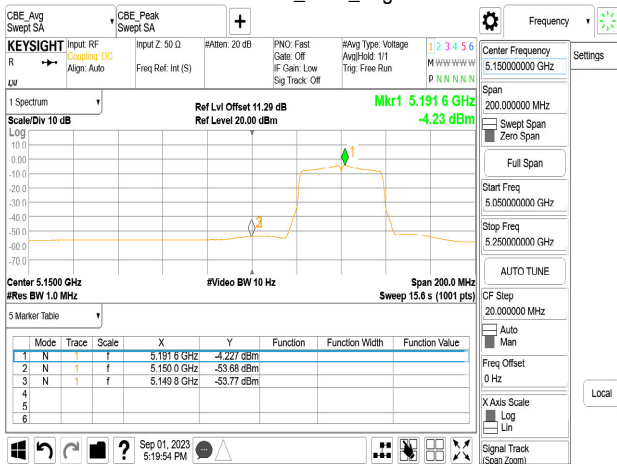 CBE_Avg
Swept SA
CBE_Peak
Swept SA
Frequency
KEYSIGHT
R
Input: RF
Coupling: DC
Align: Auto
Input Z: 50 Ω
Freq Ref: Int (S)
#Atten: 20 dB
PNO: Fast
Gate: Off
IF Gain: Low
Sig Track: Off
#Avg Type: Voltage
Avg|Hold: 1/1
Trig: Free Run
1 2 3 4 5 6
M W W W W W
P N N N N N
1 Spectrum
Scale/Div 10 dB
Ref Lvl Offset 11.29 dB
Ref Level 20.00 dBm
Mkr1 5.191 6 GHz
-4.23 dBm
Log
10.0
0.00
-10.0
-20.0
-30.0
-40.0
-50.0
-60.0
-70.0
1
Center 5.1500 GHz
#Res BW 1.0 MHz
#Video BW 10 Hz
Span 200.0 MHz
Sweep 15.6 s (1001 pts)
5 Marker Table
Mode Trace Scale X Y Function Function Width Function Value
1 N 1 f 5.191 6 GHz -4.227 dBm
2 N 1 f 5.150 0 GHz -53.68 dBm
3 N 1 f 5.149 8 GHz -53.77 dBm
4
5
6
Sep 01, 2023
5:19:54 PM
Center Frequency
5.150000000 GHz
Span
200.000000 MHz
Swept Span
Zero Span
Full Span
Start Freq
5.050000000 GHz
Stop Freq
5.250000000 GHz
AUTO TUNE
CF Step
20.000000 MHz
Auto
Man
Freq Offset
0 Hz
X Axis Scale
Log
Lin
Signal Track
(Span Zoom)
Settings
Local